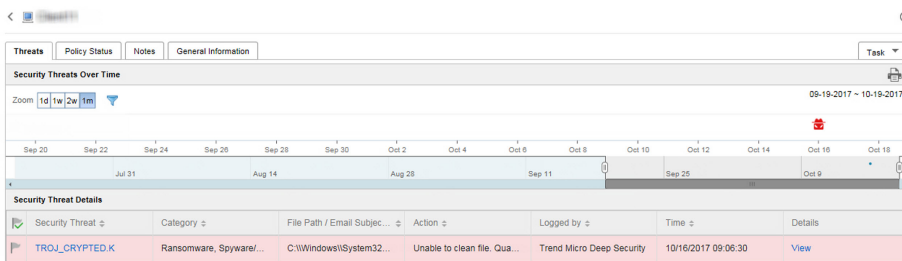 Threats Policy Status Notes General Information Task
Security Threats Over Time
Zoom 1d 1w 2w 1m 09-19-2017 ~ 10-19-2017
Sep 20 Sep 22 Sep 24 Sep 26 Sep 28 Sep 30 Oct 2 Oct 4 Oct 6 Oct 8 Oct 10 Oct 12 Oct 14 Oct 16 Oct 18
Jul 31 Aug 14 Aug 28 Sep 11 Sep 25 Oct 9
Security Threat Details
Security Threat Category File Path / Email Subjec... Action Logged by Time Details
TROJ_CRYPTED.K Ransomware, Spyware/... C:\\Windows\\System32... Unable to clean file. Qua... Trend Micro Deep Security 10/16/2017 09:06:30 View